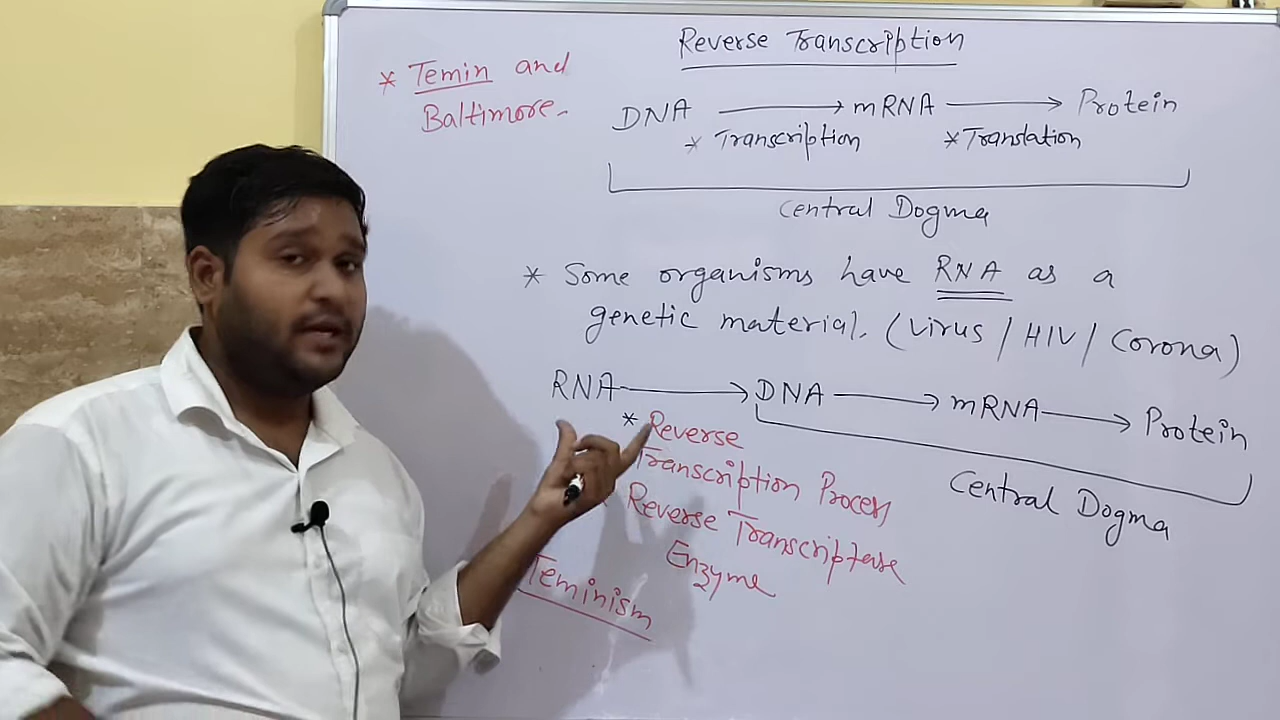 Reverse Transcription
* Temin and
Baltimore.
DNA → mRNA → Protein
* Transcription * Translation
Central Dogma
* Some organisms have RNA as a
genetic material. (Virus / HIV / Corona)
RNA → DNA → mRNA → Protein
* Reverse
Transcription Process
Central Dogma
Reverse Transcriptase
Enzyme
Teminism